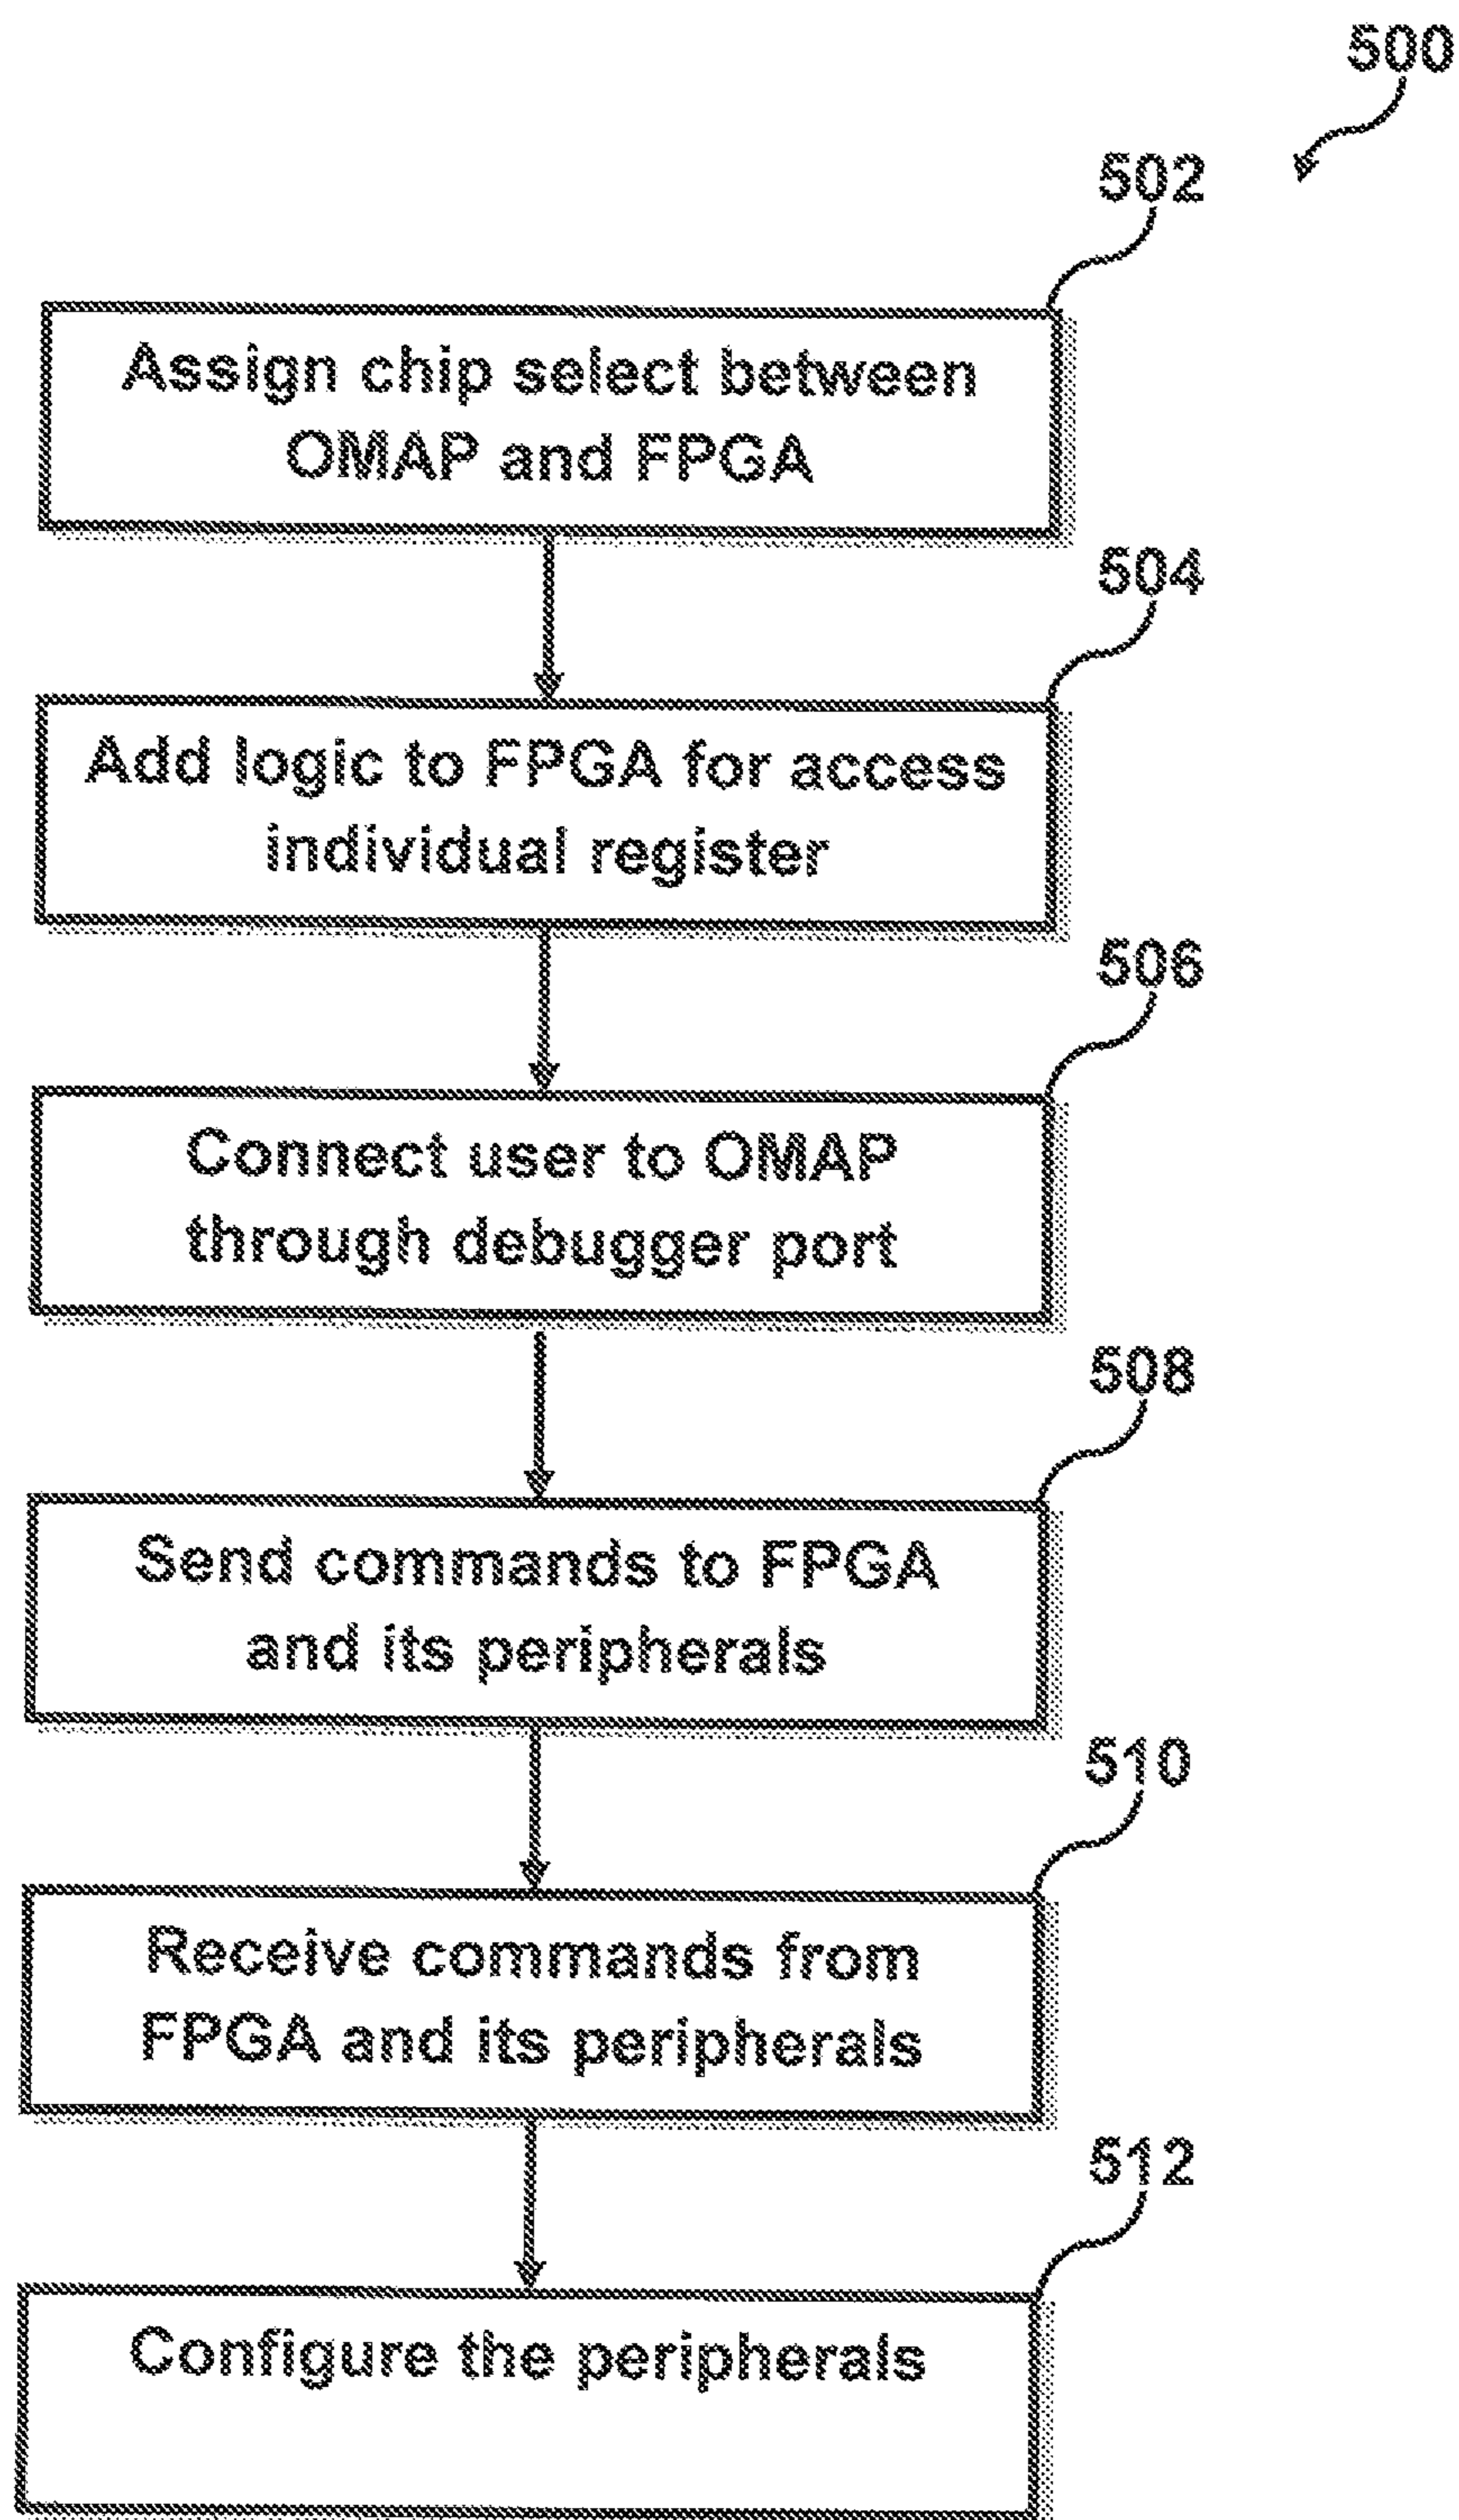 500
502
Assign chip select between
OMAP and FPGA
504
Add logic to FPGA for access
individual register
506
Connect user to OMAP
through debugger port
508
Send commands to FPGA
and its peripherals
510
Receive commands from
FPGA and its peripherals
512
Configure the peripherals